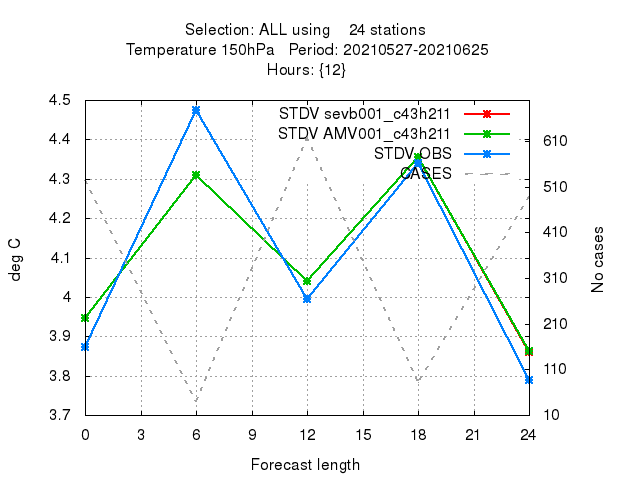 Selection: ALL using    24 stations
Temperature 150hPa   Period: 20210527-20210625
Hours: {12}
STDV sevb001_c43h211
STDV AMV001_c43h211
STDV OBS
CASES
4.5
4.4
4.3
4.2
4.1
4
3.9
3.8
3.7
610
510
410
310
210
110
10
deg C
No cases
0 3 6 9 12 15 18 21 24
Forecast length